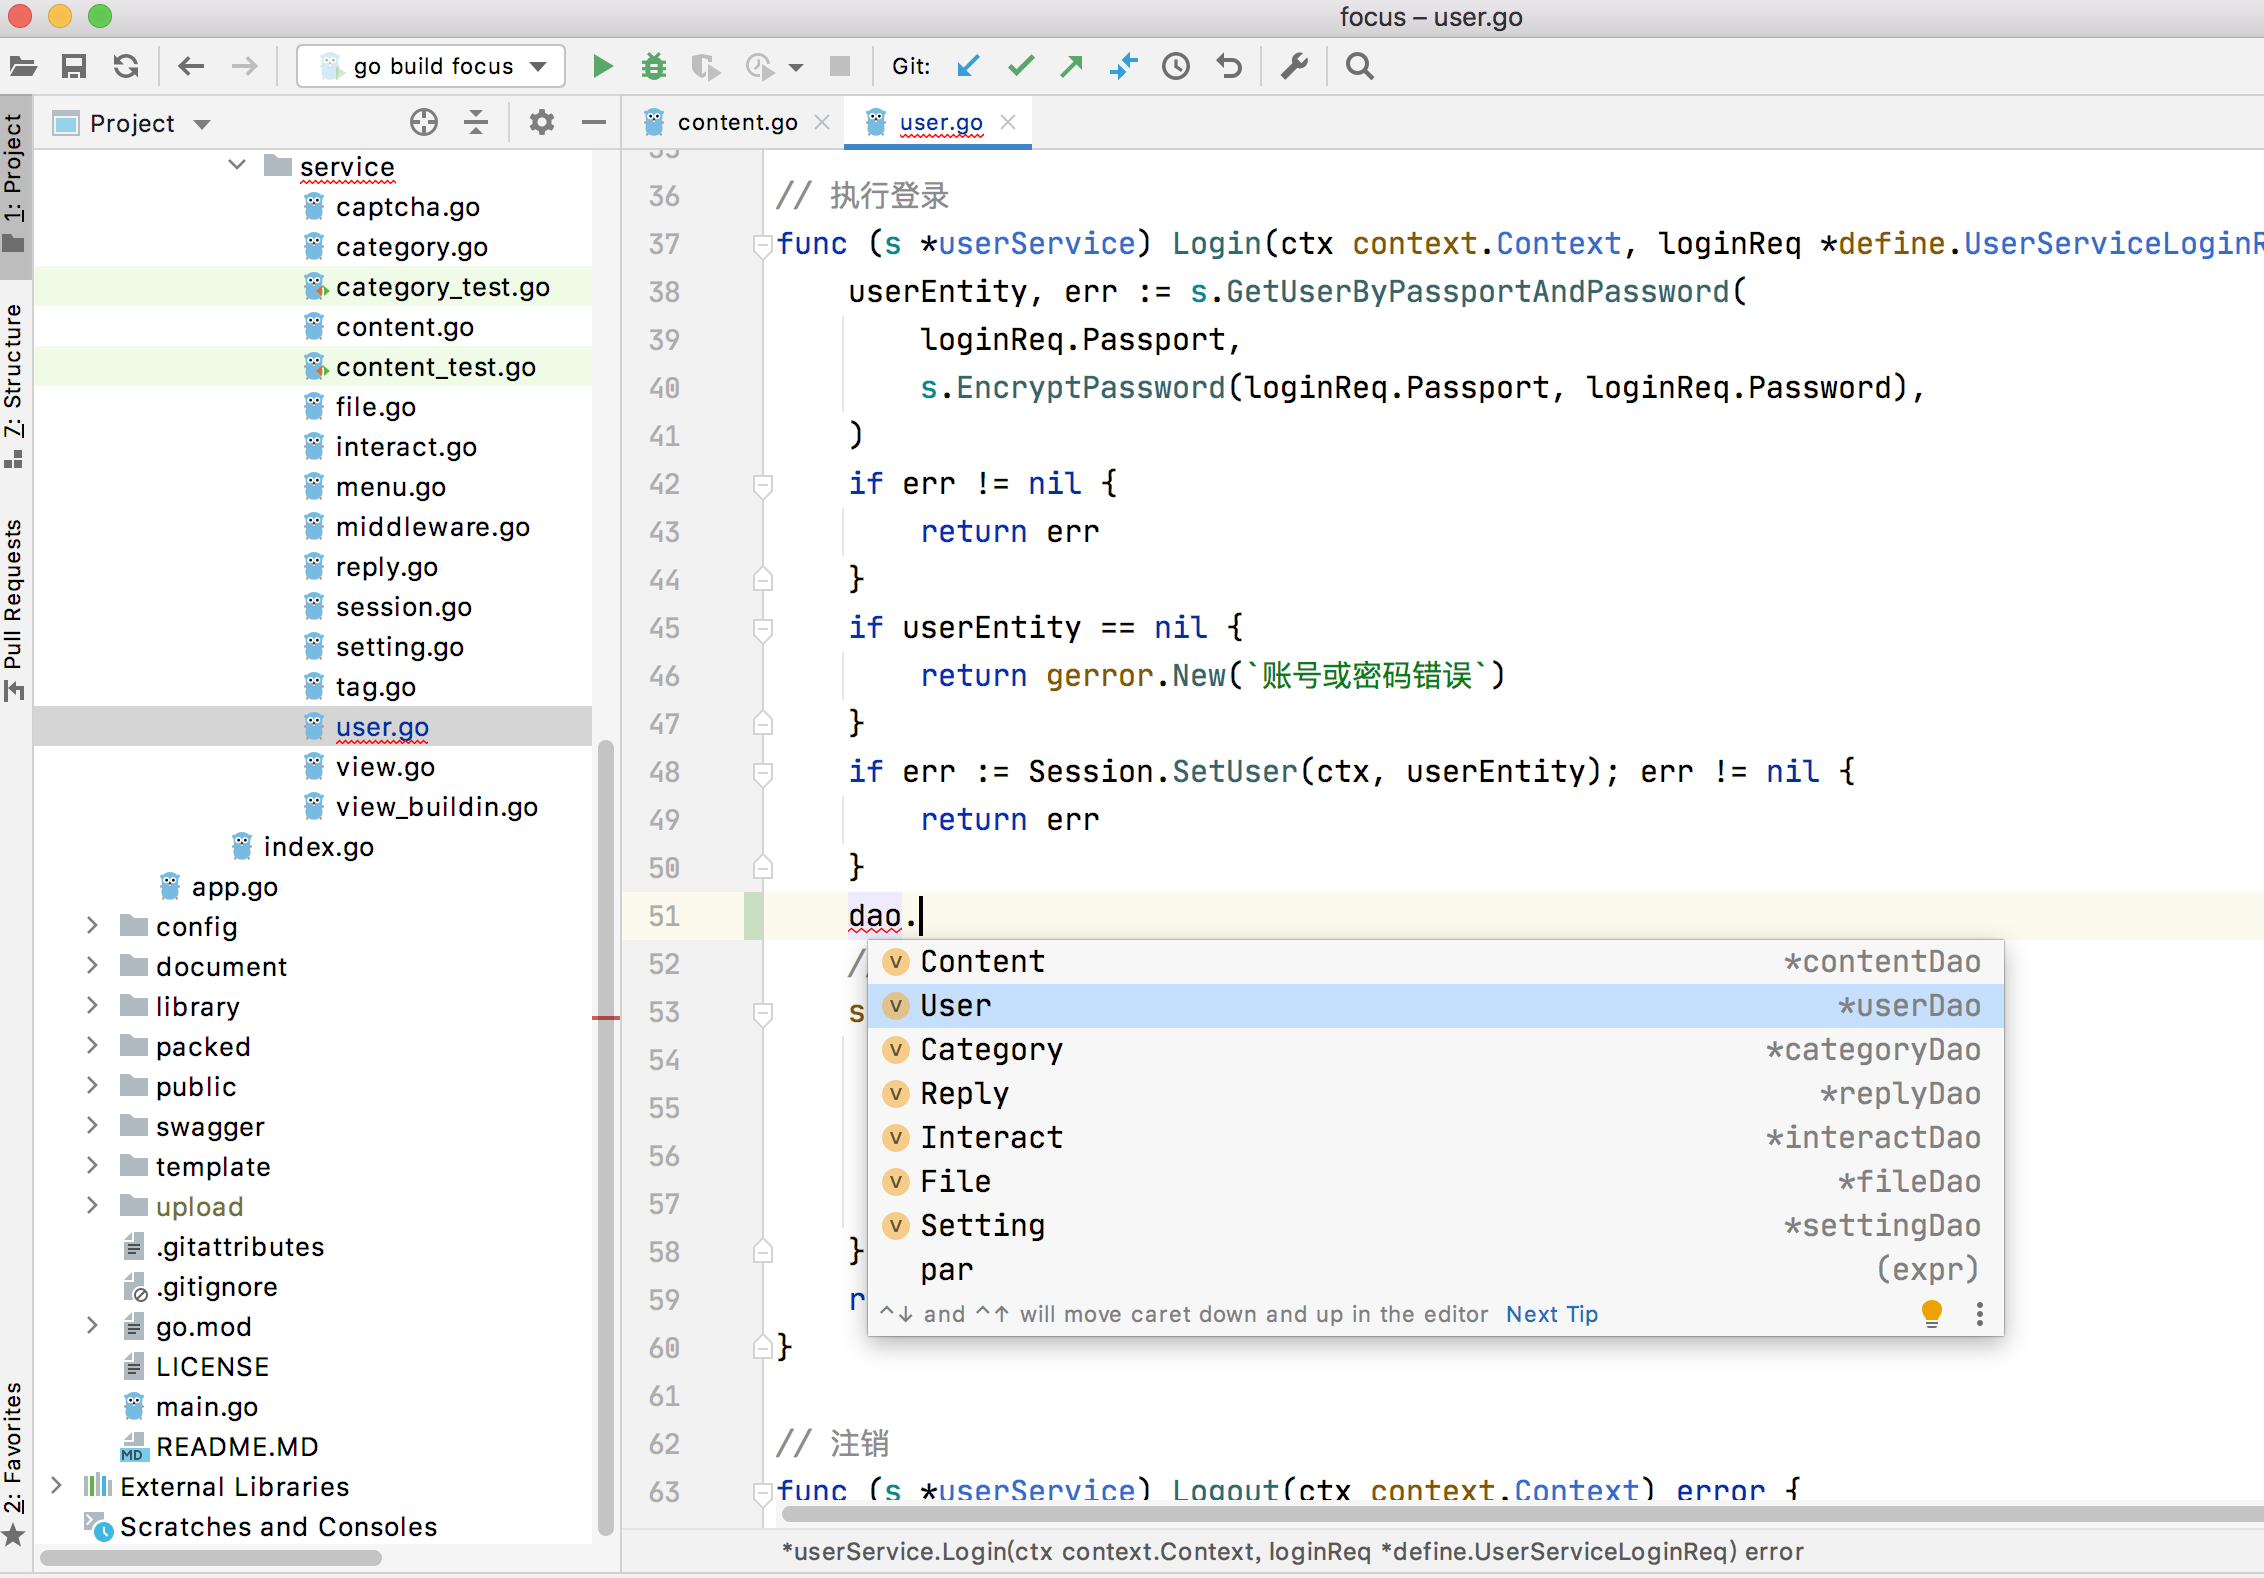 focus – user.go
go build focus
Git:
1: Project
7: Structure
Pull Requests
2: Favorites
Project
service
captcha.go
category.go
category_test.go
content.go
content_test.go
file.go
interact.go
menu.go
middleware.go
reply.go
session.go
setting.go
tag.go
user.go
view.go
view_buildin.go
index.go
app.go
config
document
library
packed
public
swagger
template
upload
.gitattributes
.gitignore
go.mod
LICENSE
main.go
README.MD
External Libraries
Scratches and Consoles
content.go
user.go
36 // 执行登录
37 func (s *userService) Login(ctx context.Context, loginReq *define.UserServiceLoginR
38 userEntity, err := s.GetUserByPassportAndPassword(
39 loginReq.Passport,
40 s.EncryptPassword(loginReq.Passport, loginReq.Password),
41 )
42 if err != nil {
43 return err
44 }
45 if userEntity == nil {
46 return gerror.New(`账号或密码错误`)
47 }
48 if err := Session.SetUser(ctx, userEntity); err != nil {
49 return err
50 }
51 dao.
52 /
53 s
54
55
56
57
58 }
59 r
60 }
61
62 // 注销
63 func (s *userService) Logout(ctx context.Context) error {
Content *contentDao
User *userDao
Category *categoryDao
Reply *replyDao
Interact *interactDao
File *fileDao
Setting *settingDao
par (expr)
^↓ and ^↑ will move caret down and up in the editor Next Tip
*userService.Login(ctx context.Context, loginReq *define.UserServiceLoginReq) error